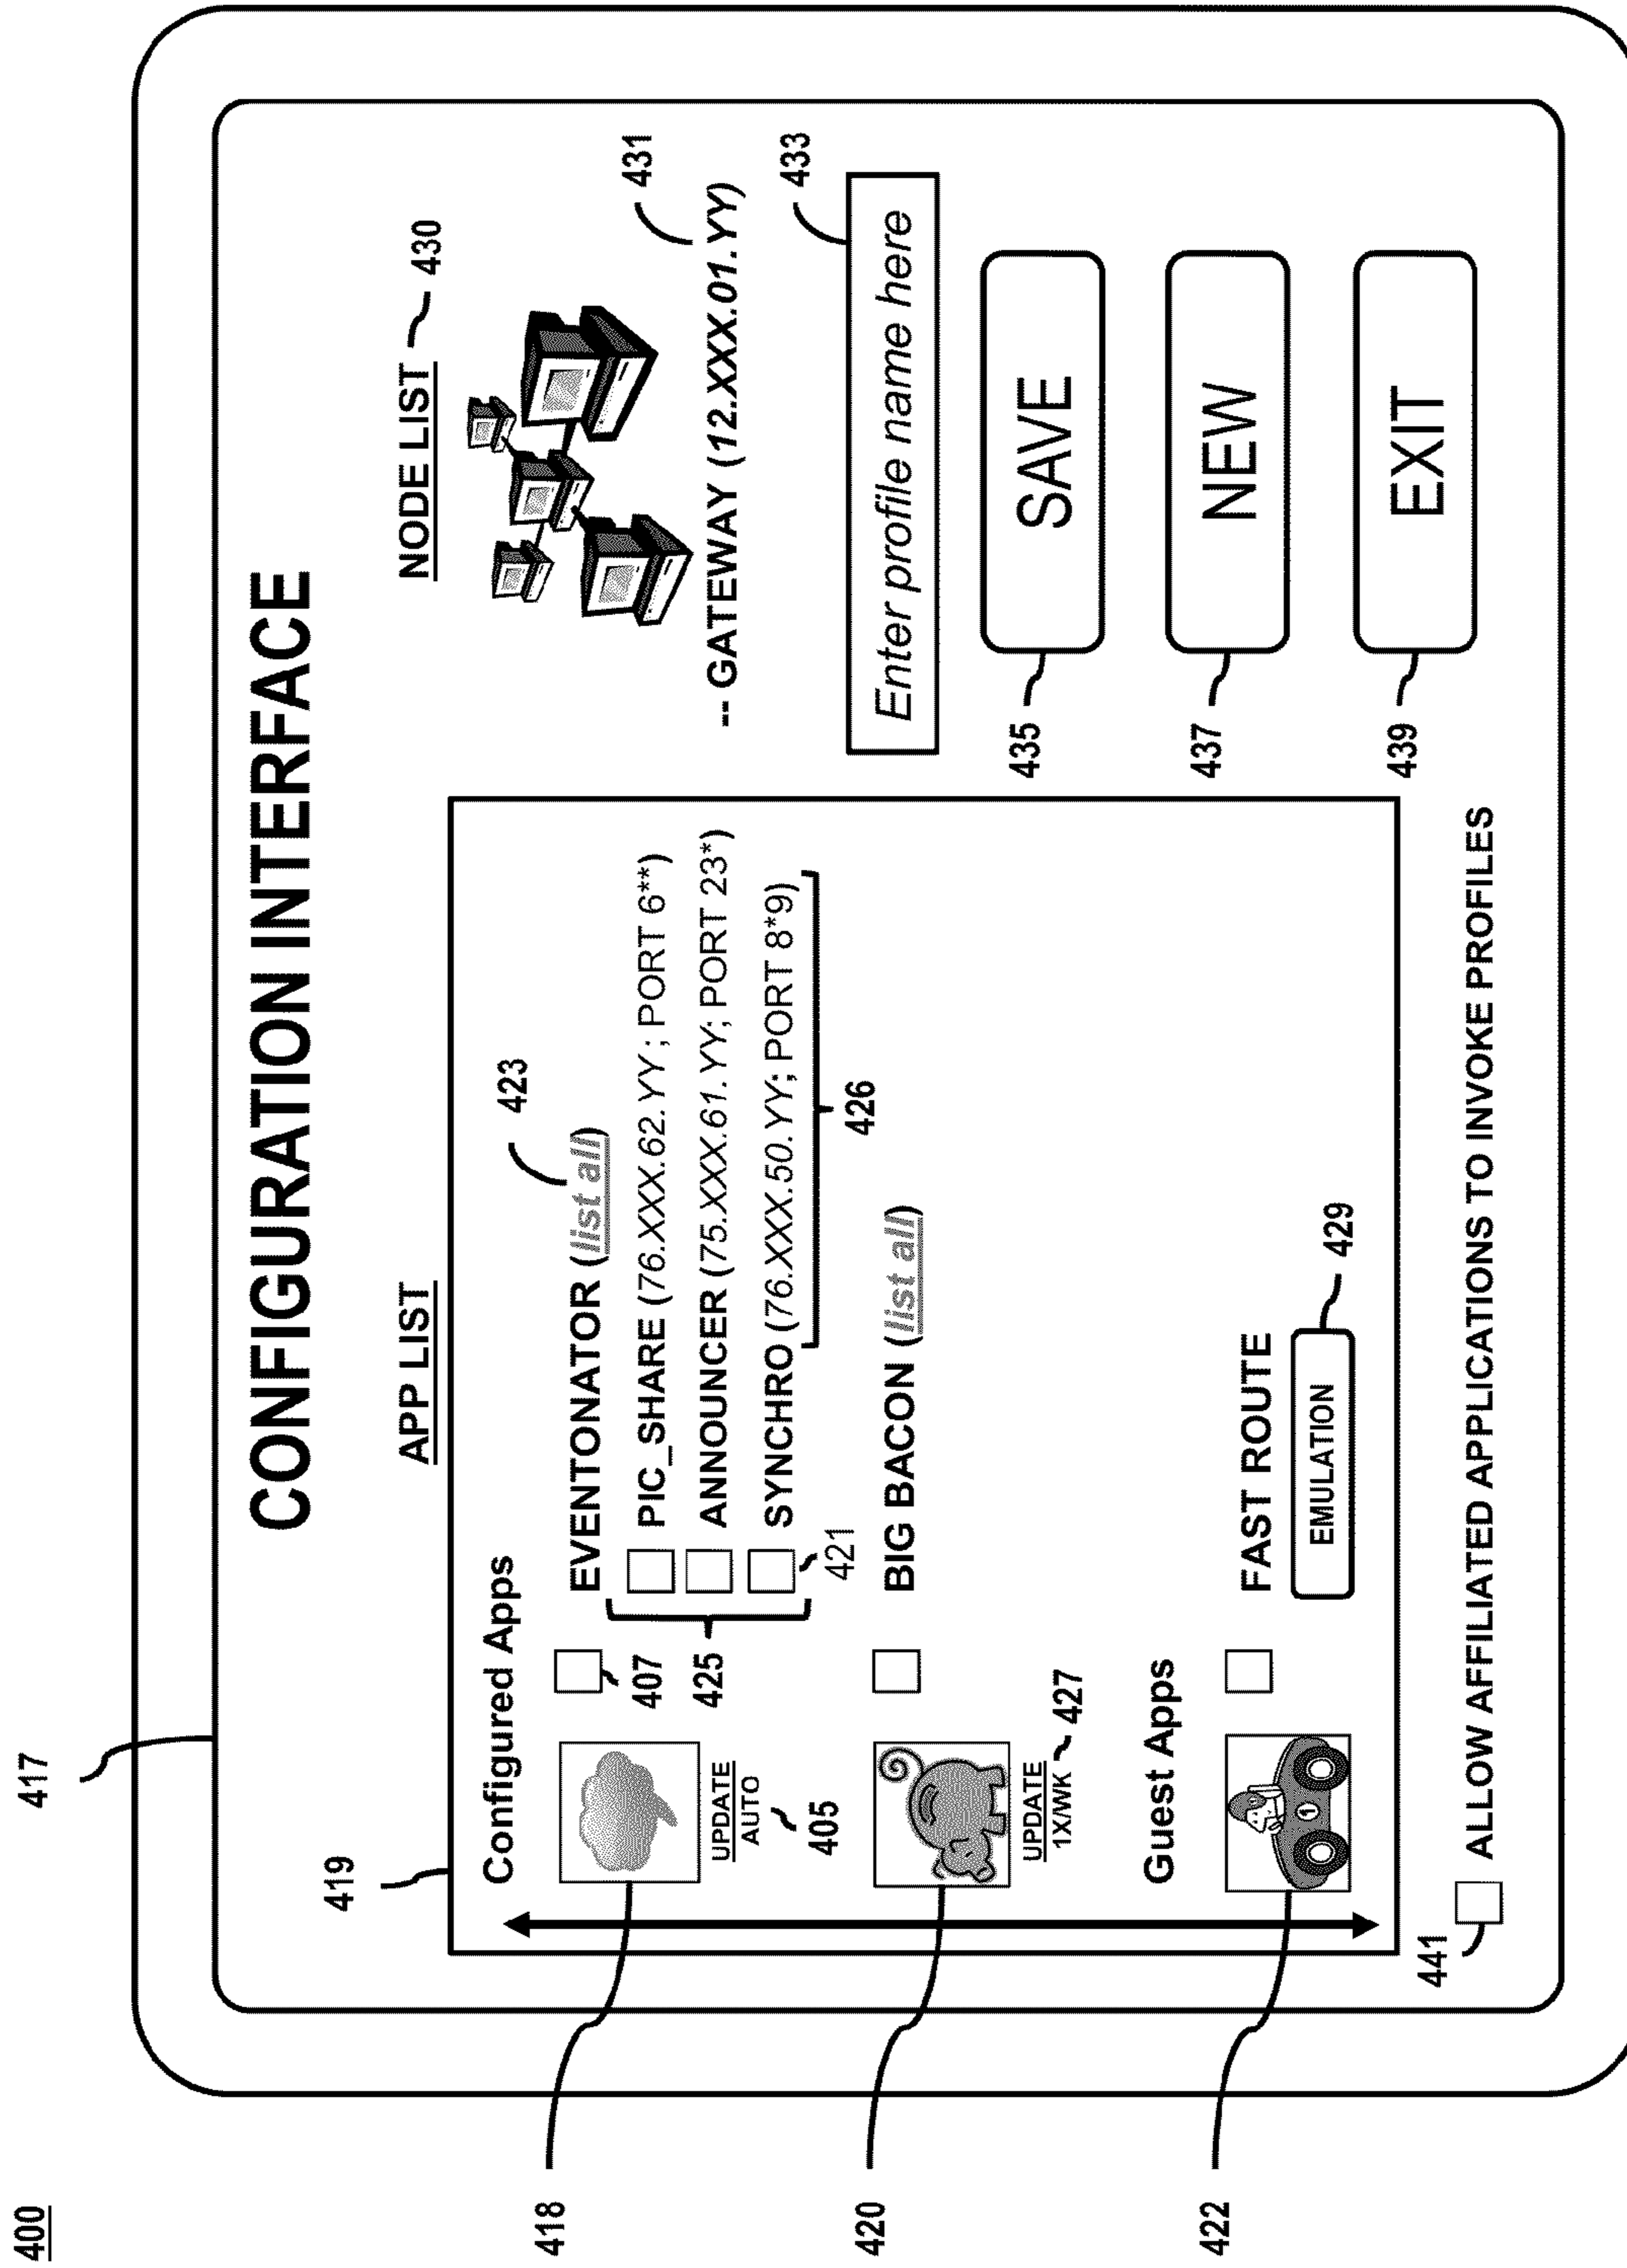 400
417
CONFIGURATION INTERFACE
419
APP LIST
Configured Apps
418
UPDATE
AUTO
405
407
EVENTONATOR (list all)
423
425
PIC_SHARE (76.XXX.62.YY; PORT 6**)
ANNOUNCER (75.XXX.61.YY; PORT 23*)
SYNCHRO (76.XXX.50.YY; PORT 8*9)
421
426
420
BIG BACON (list all)
UPDATE
1X/WK
427
Guest Apps
422
FAST ROUTE
EMULATION
429
441
ALLOW AFFILIATED APPLICATIONS TO INVOKE PROFILES
NODE LIST
430
431
-- GATEWAY (12.XXX.01.YY)
433
Enter profile name here
435
SAVE
437
NEW
439
EXIT